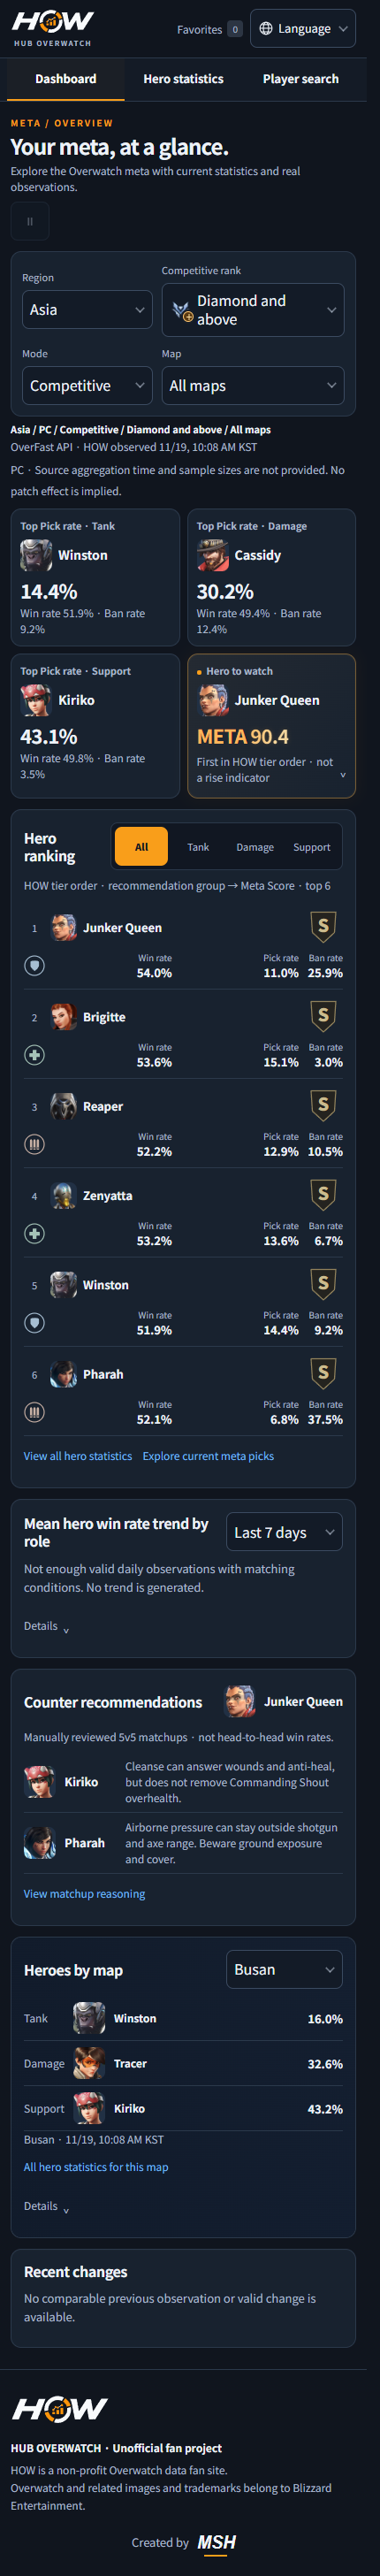 HOW
HUB OVERWATCH
Favorites 0
Language
Dashboard
Hero statistics
Player search
META / OVERVIEW
Your meta, at a glance.
Explore the Overwatch meta with current statistics and real
observations.
Region
Asia
Competitive rank
Diamond and
above
Mode
Competitive
Map
All maps
Asia / PC / Competitive / Diamond and above / All maps
OverFast API · HOW observed 11/19, 10:08 AM KST
PC · Source aggregation time and sample sizes are not provided. No
patch effect is implied.
Top Pick rate · Tank
Winston
14.4%
Win rate 51.9% · Ban rate
9.2%
Top Pick rate · Damage
Cassidy
30.2%
Win rate 49.4% · Ban rate
12.4%
Top Pick rate · Support
Kiriko
43.1%
Win rate 49.8% · Ban rate
3.5%
Hero to watch
Junker Queen
META 90.4
First in HOW tier order · not
a rise indicator
Hero
ranking
All
Tank
Damage
Support
HOW tier order · recommendation group → Meta Score · top 6
1 Junker Queen S
Win rate Pick rate Ban rate
54.0% 11.0% 25.9%
2 Brigitte S
Win rate Pick rate Ban rate
53.6% 15.1% 3.0%
3 Reaper S
Win rate Pick rate Ban rate
52.2% 12.9% 10.5%
4 Zenyatta S
Win rate Pick rate Ban rate
53.2% 13.6% 6.7%
5 Winston S
Win rate Pick rate Ban rate
51.9% 14.4% 9.2%
6 Pharah S
Win rate Pick rate Ban rate
52.1% 6.8% 37.5%
View all hero statistics Explore current meta picks
Mean hero win rate trend by
role
Last 7 days
Not enough valid daily observations with matching
conditions. No trend is generated.
Details
Counter recommendations
Junker Queen
Manually reviewed 5v5 matchups · not head-to-head win rates.
Kiriko
Cleanse can answer wounds and anti-heal,
but does not remove Commanding Shout
overhealth.
Pharah
Airborne pressure can stay outside shotgun
and axe range. Beware ground exposure
and cover.
View matchup reasoning
Heroes by map
Busan
Tank Winston 16.0%
Damage Tracer 32.6%
Support Kiriko 43.2%
Busan · 11/19, 10:08 AM KST
All hero statistics for this map
Details
Recent changes
No comparable previous observation or valid change is
available.
HOW
HUB OVERWATCH · Unofficial fan project
HOW is a non-profit Overwatch data fan site.
Overwatch and related images and trademarks belong to Blizzard
Entertainment.
Created by MSH